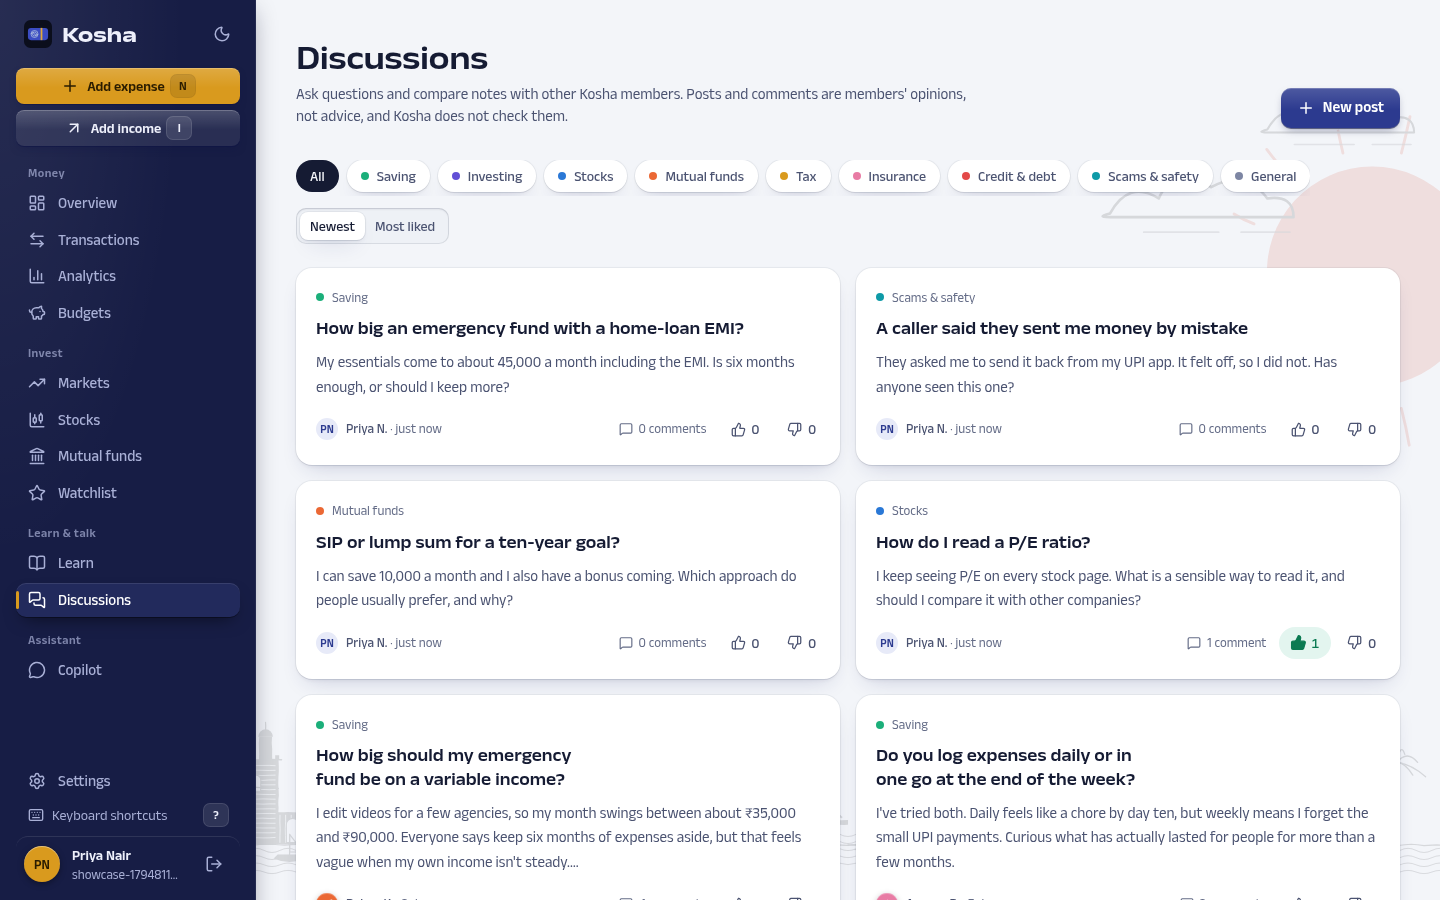 Kosha
Add expense N
Add income I
Money
Overview
Transactions
Analytics
Budgets
Invest
Markets
Stocks
Mutual funds
Watchlist
Learn & talk
Learn
Discussions
Assistant
Copilot
Settings
Keyboard shortcuts ?
PN
Priya Nair
showcase-1794811...
Discussions
Ask questions and compare notes with other Kosha members. Posts and comments are members' opinions,
not advice, and Kosha does not check them.
New post
All Saving Investing Stocks Mutual funds Tax Insurance Credit & debt Scams & safety General
Newest Most liked
Saving
How big an emergency fund with a home-loan EMI?
My essentials come to about 45,000 a month including the EMI. Is six months
enough, or should I keep more?
PN Priya N. · just now 0 comments 0 0
Scams & safety
A caller said they sent me money by mistake
They asked me to send it back from my UPI app. It felt off, so I did not. Has
anyone seen this one?
PN Priya N. · just now 0 comments 0 0
Mutual funds
SIP or lump sum for a ten-year goal?
I can save 10,000 a month and I also have a bonus coming. Which approach do
people usually prefer, and why?
PN Priya N. · just now 0 comments 0 0
Stocks
How do I read a P/E ratio?
I keep seeing P/E on every stock page. What is a sensible way to read it, and
should I compare it with other companies?
PN Priya N. · just now 1 comment 1 0
Saving
How big should my emergency
fund be on a variable income?
I edit videos for a few agencies, so my month swings between about ₹35,000
and ₹90,000. Everyone says keep six months of expenses aside, but that feels
vague when my own income isn't steady....
Saving
Do you log expenses daily or in
one go at the end of the week?
I've tried both. Daily feels like a chore by day ten, but weekly means I forget the
small UPI payments. Curious what has actually lasted for people for more than a
few months.